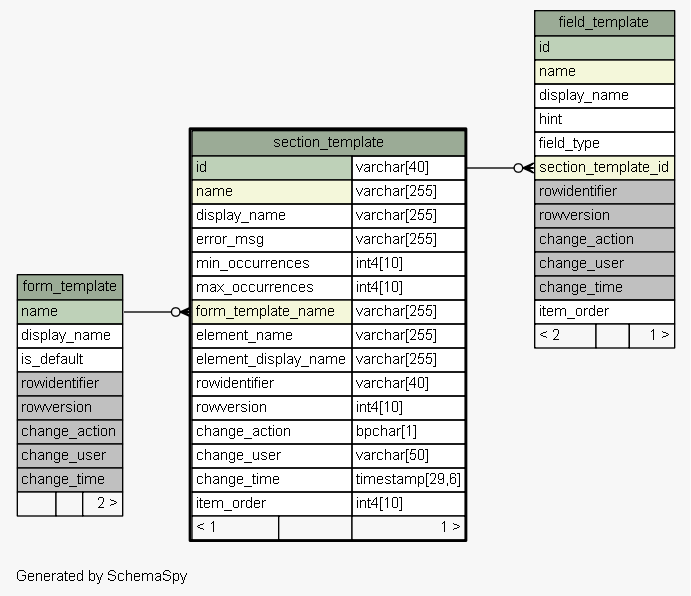 field_template
id
name
display_name
hint
field_type
section_template_id
rowidentifier
rowversion
change_action
change_user
change_time
item_order
< 2 1 >
section_template
id varchar[40]
name varchar[255]
display_name varchar[255]
error_msg varchar[255]
min_occurrences int4[10]
max_occurrences int4[10]
form_template_name varchar[255]
element_name varchar[255]
element_display_name varchar[255]
rowidentifier varchar[40]
rowversion int4[10]
change_action bpchar[1]
change_user varchar[50]
change_time timestamp[29,6]
item_order int4[10]
< 1 1 >
form_template
name
display_name
is_default
rowidentifier
rowversion
change_action
change_user
change_time
2 >
Generated by SchemaSpy